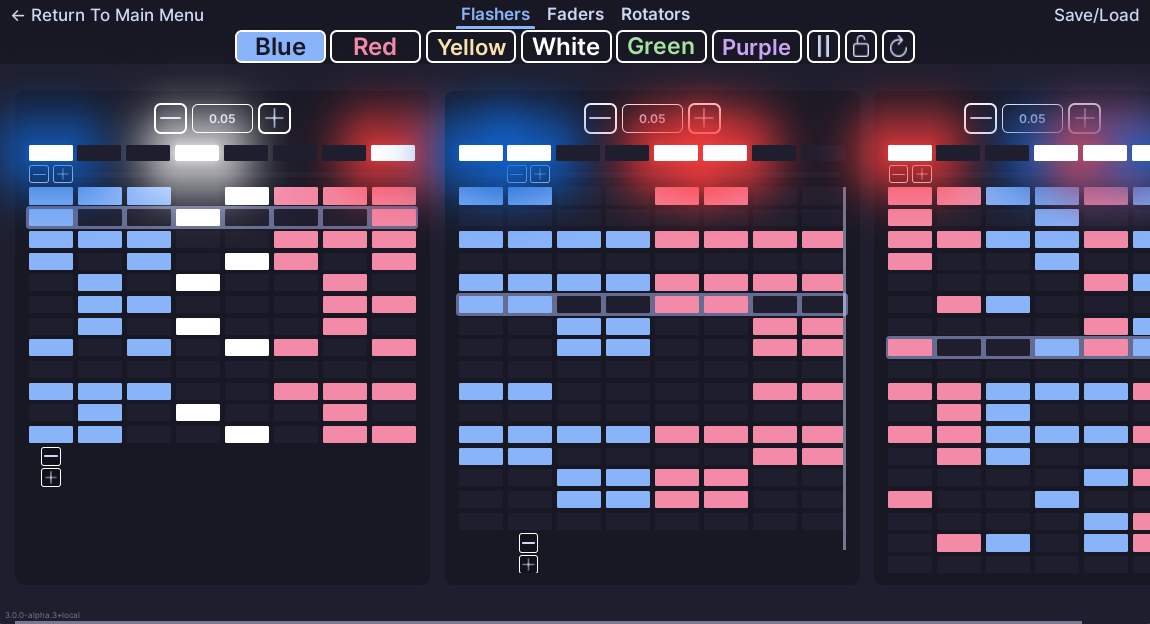 ← Return To Main Menu
Flashers Faders Rotators
Save/Load
Blue Red Yellow White Green Purple
0.05
0.05
0.05
3.0.0-alpha.3+local